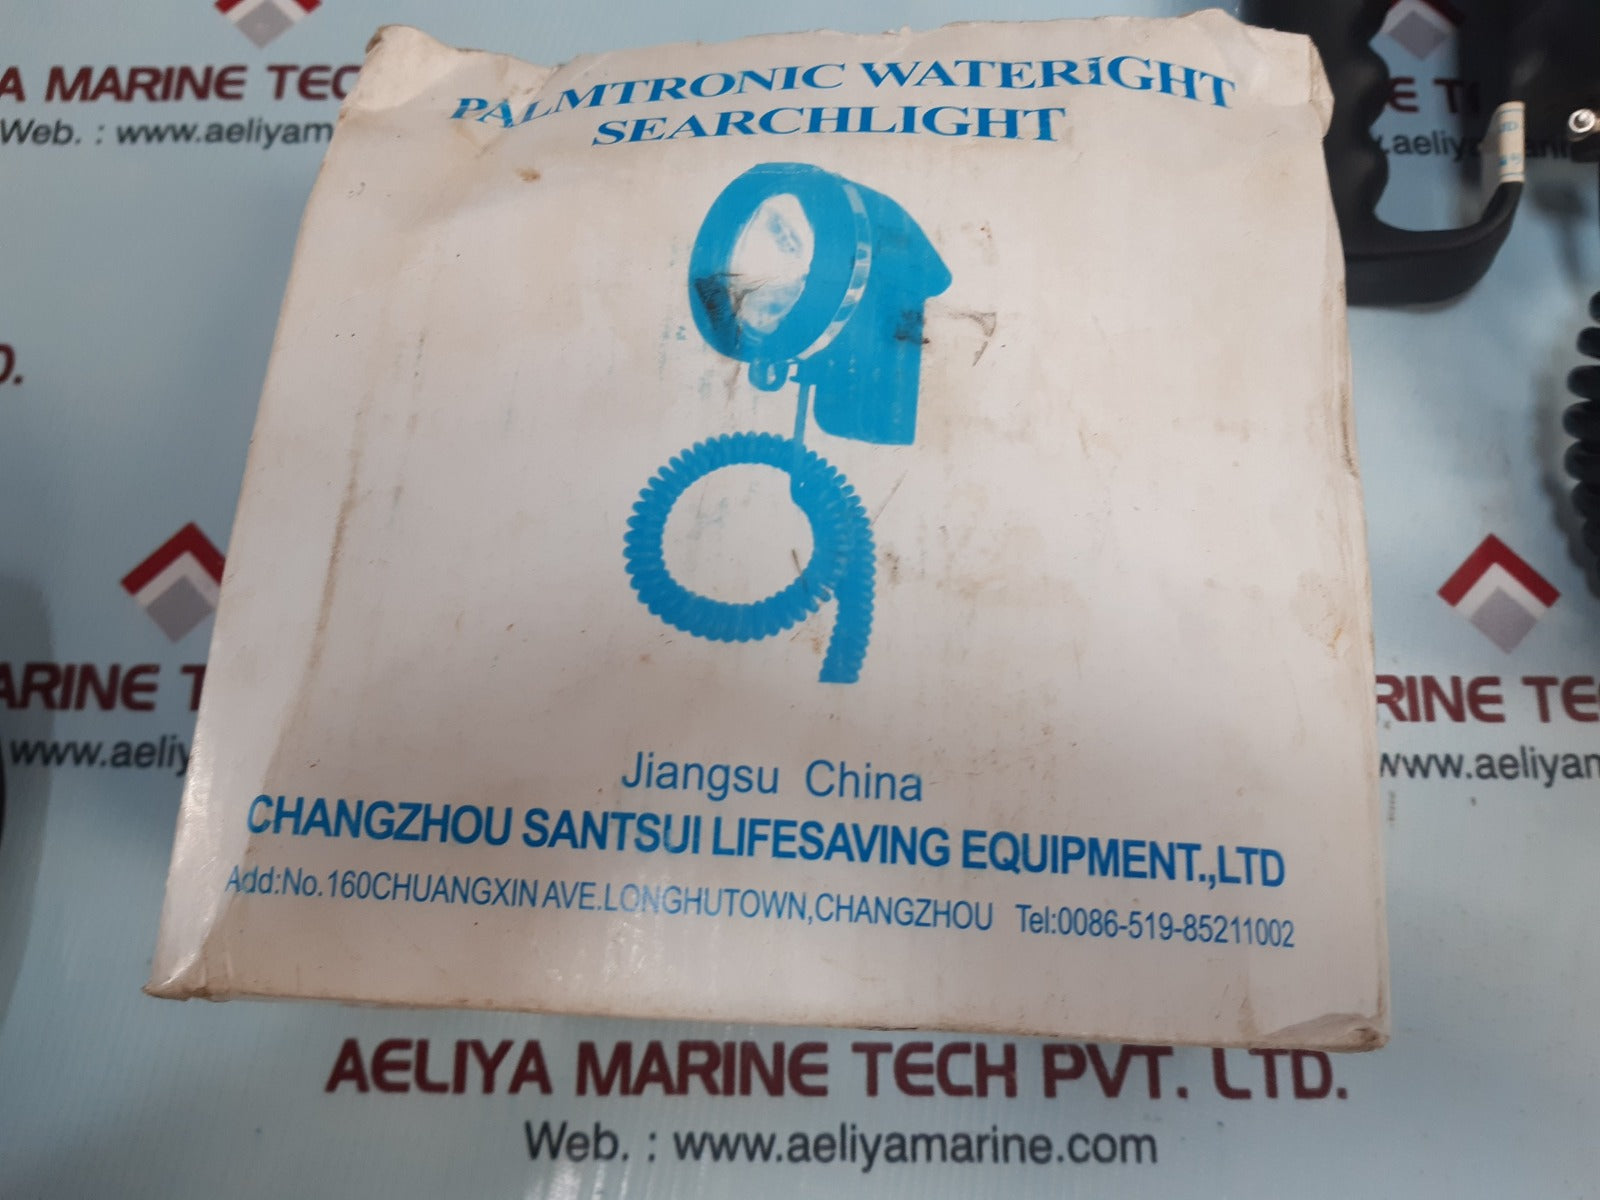 AELIYA MARINE TECH PVT. LTD.
Web. : www.aeliyamarine.com
A MARINE TEC
Web. : www.aeliyam
D.
ARINE T
www.aeliy
E T
.aeliy
RINE TE
www.aeliyan
PALMTRONIC WATERiGHT
SEARCHLIGHT
Jiangsu China
CHANGZHOU SANTSUI LIFESAVING EQUIPMENT.,LTD
Add:No.160CHUANGXIN AVE.LONGHUTOWN,CHANGZHOU Tel:0086-519-85211002